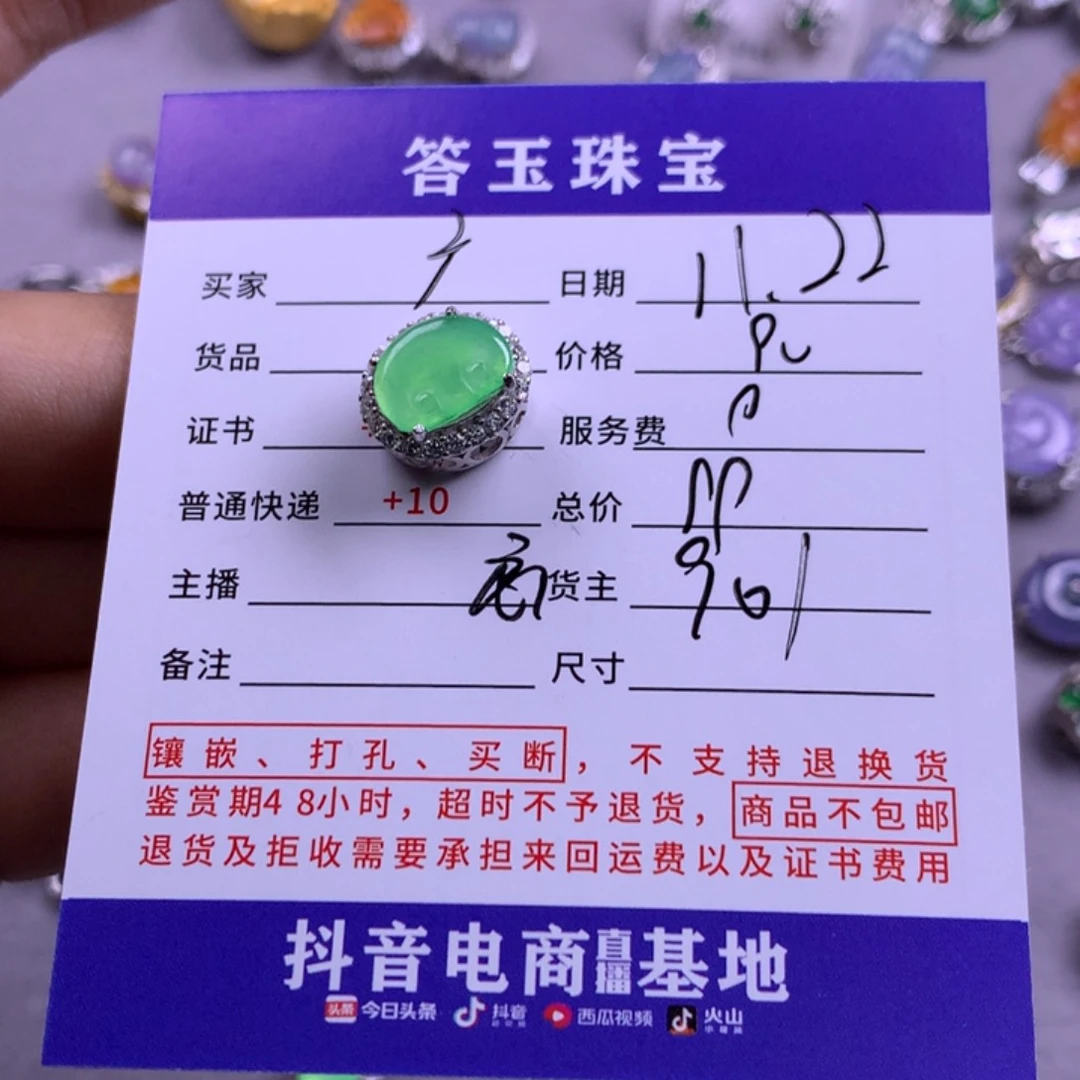 答玉珠宝
买家 日期 11.22
货品 价格
证书 服务费
普通快递 +10 总价
主播 货主 901
备注 尺寸
镶嵌、打孔、买断，不支持退换货
鉴赏期48小时，超时不予退货，商品不包邮
退货及拒收需要承担来回运费以及证书费用
抖音电商直播基地
头条 今日头条 抖音 西瓜视频 火山